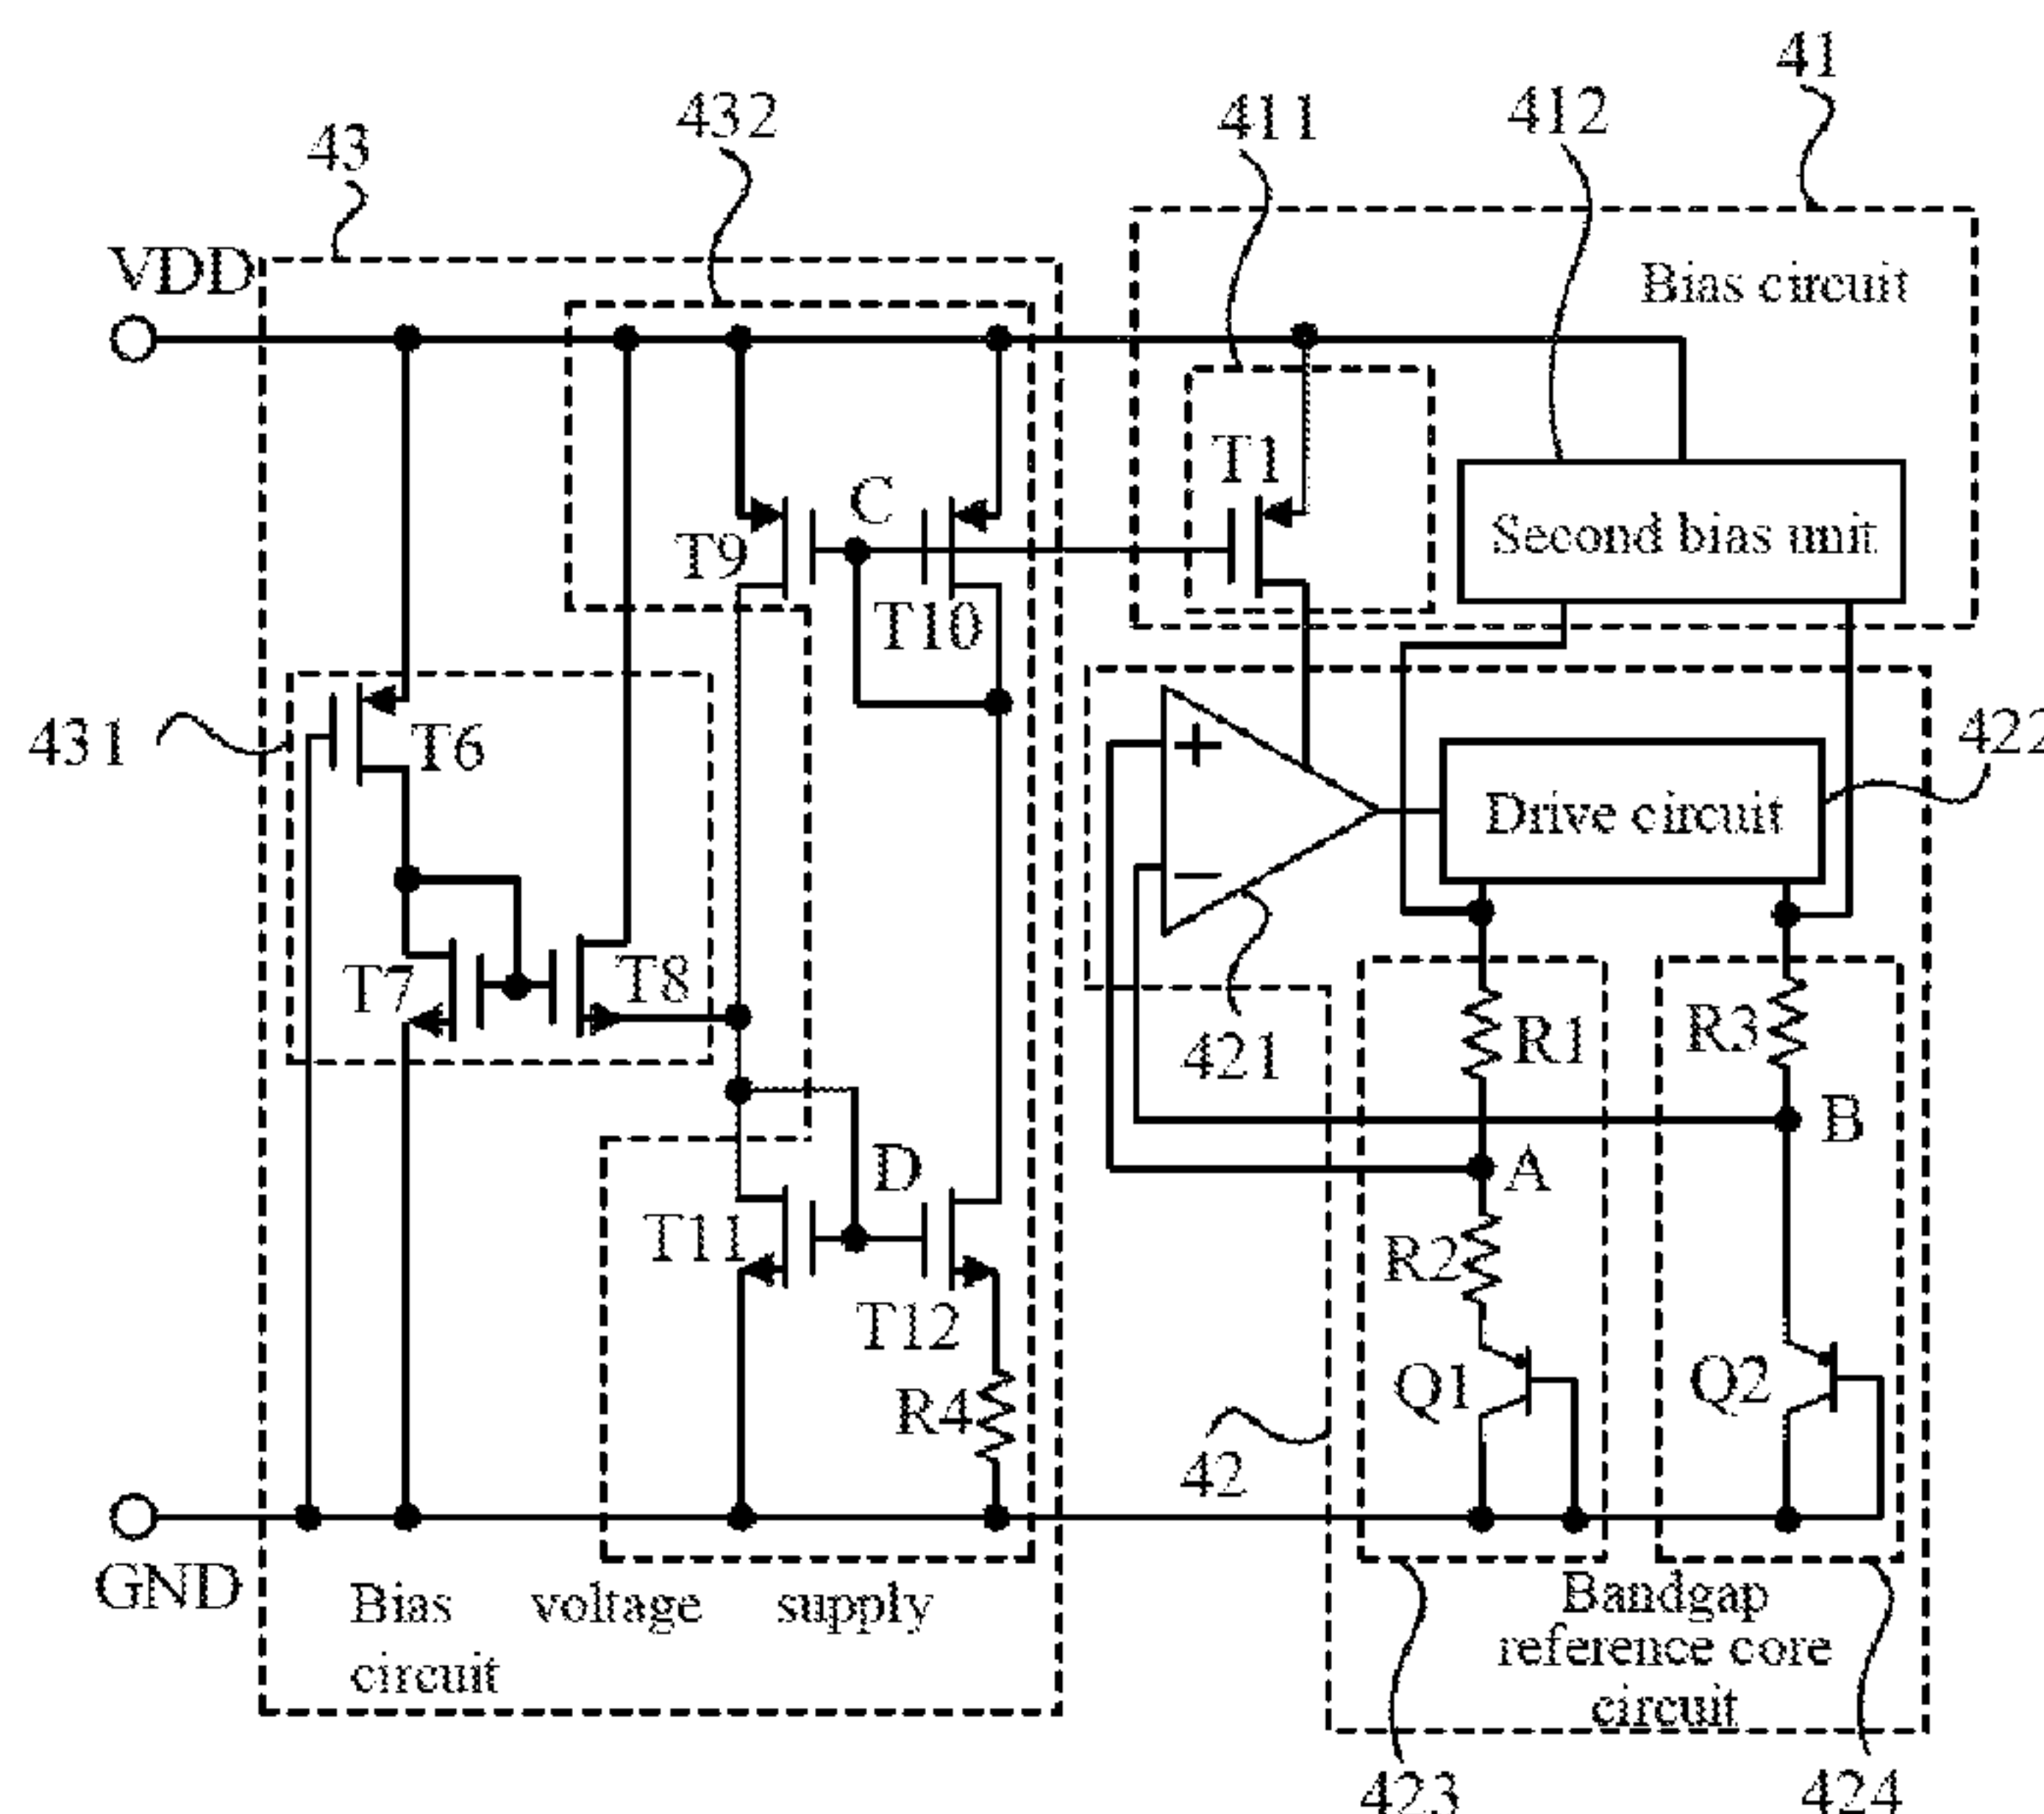 41
432
411
412
43
VDD
Bias circuit
T1
C
T9
Second bias unit
T10
431
T6
422
+
Drive circuit
−
T7
T8
R1
R3
421
B
D
A
T11
R2
T12
Q1
Q2
R4
42
GND
Bias voltage supply
circuit
Bandgap
reference core
circuit
423
424